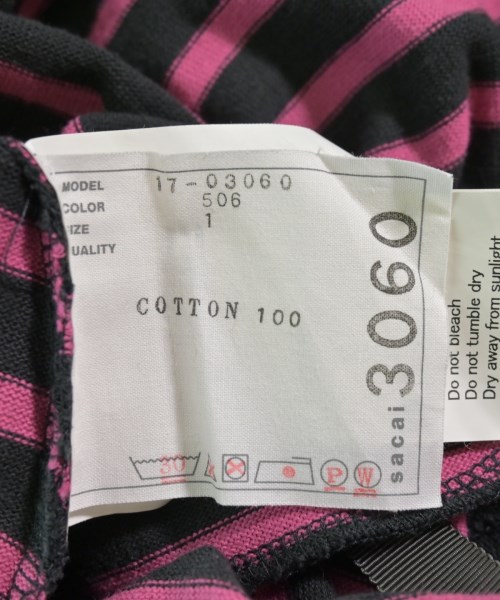 MODEL 17-03060
COLOR 506
IZE 1
UALITY
COTTON 100
30
P W
sacai 3060
Do not bleach
Do not tumble dry
Dry away from sunlight